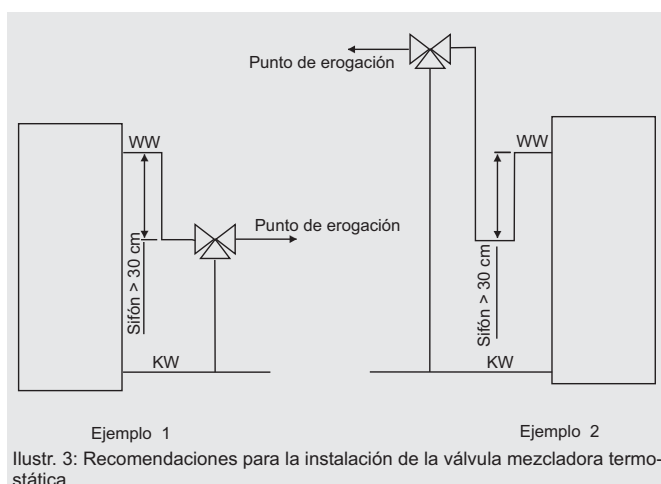 Punto de erogación
WW
WW
Punto de erogación
Sifón > 30 cm
Sifón > 30 cm
KW
KW
Ejemplo 1
Ejemplo 2
Ilustr. 3: Recomendaciones para la instalación de la válvula mezcladora termo-
stática